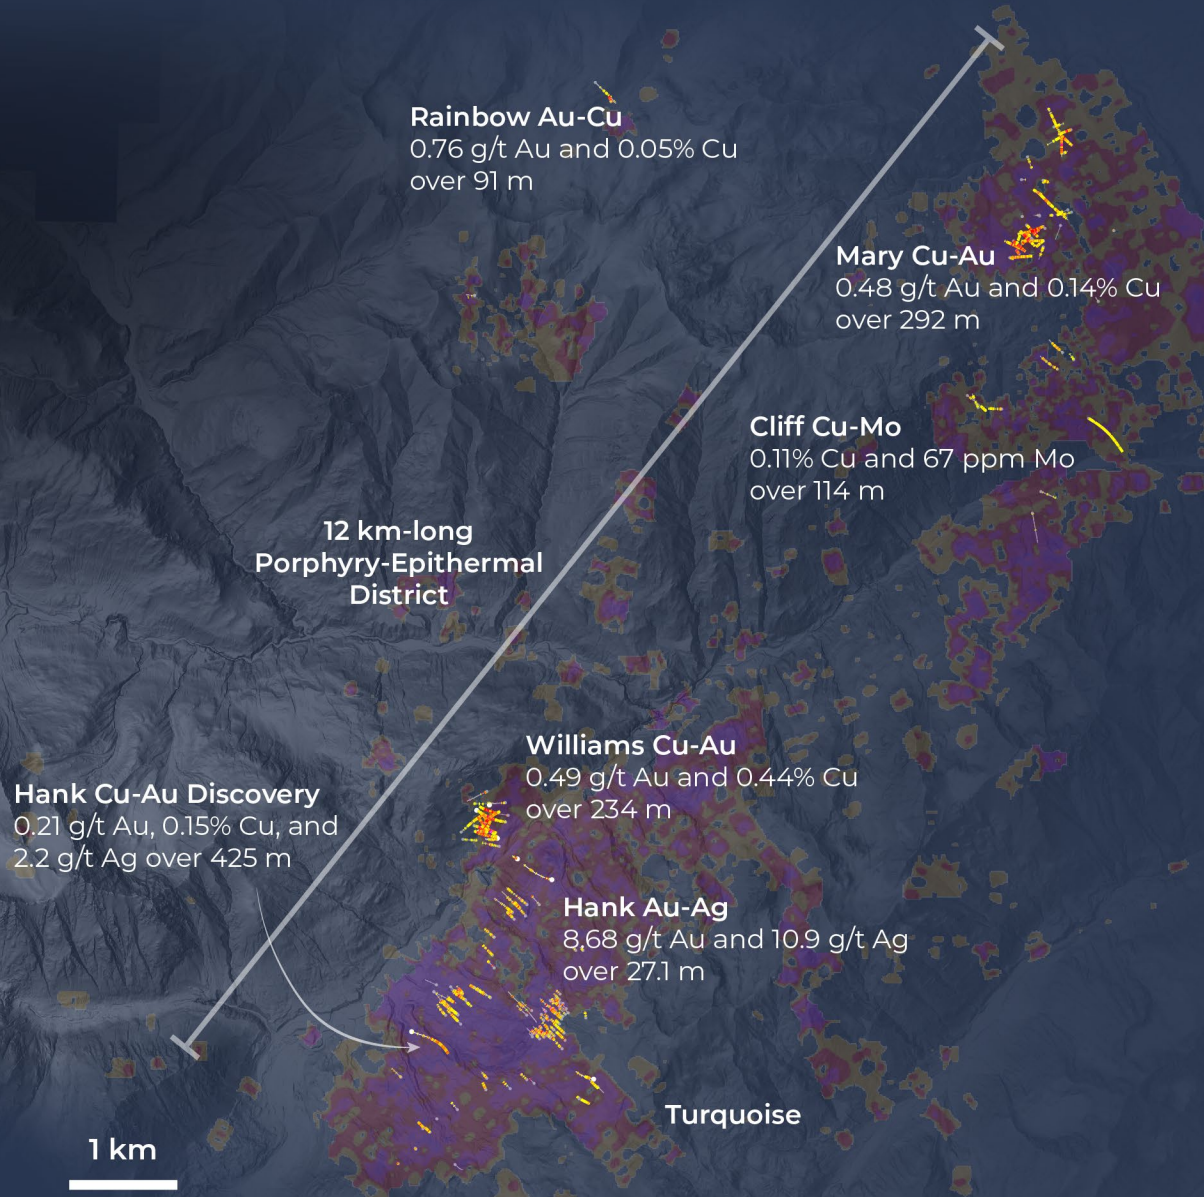 Rainbow Au-Cu
0.76 g/t Au and 0.05% Cu
over 91 m
Mary Cu-Au
0.48 g/t Au and 0.14% Cu
over 292 m
Cliff Cu-Mo
0.11% Cu and 67 ppm Mo
over 114 m
12 km-long
Porphyry-Epithermal
District
Williams Cu-Au
0.49 g/t Au and 0.44% Cu
over 234 m
Hank Cu-Au Discovery
0.21 g/t Au, 0.15% Cu, and
2.2 g/t Ag over 425 m
Hank Au-Ag
8.68 g/t Au and 10.9 g/t Ag
over 27.1 m
Turquoise
1 km